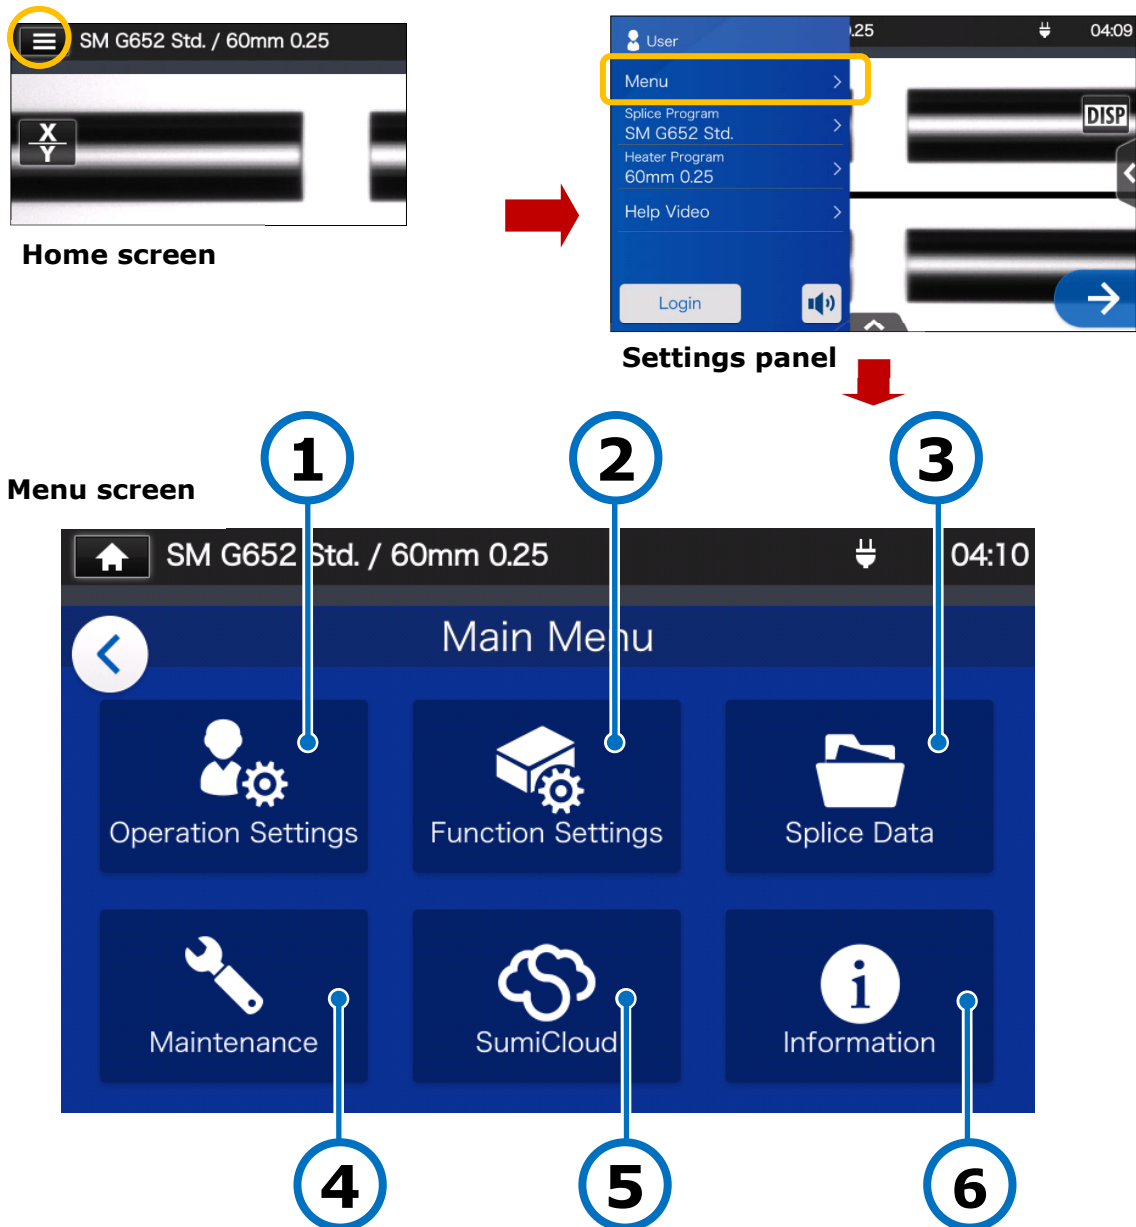 SM G652 Std. / 60mm 0.25
X
Y
Home screen
User
.25
04:09
Menu
Splice Program
SM G652 Std.
Heater Program
60mm 0.25
Help Video
Login
DISP
Settings panel
1
2
3
Menu screen
SM G652 Std. / 60mm 0.25
04:10
Main Menu
Operation Settings
Function Settings
Splice Data
Maintenance
SumiCloud
i
Information
4
5
6